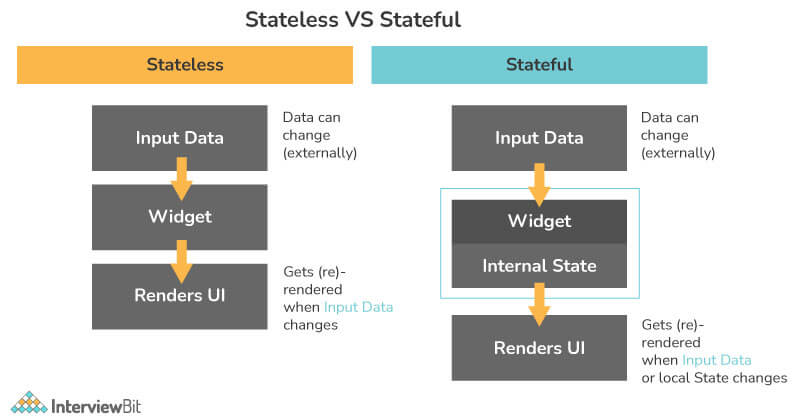 Stateless VS Stateful
Stateless
Input Data
Data can
change
(externally)
Widget
Renders UI
Gets (re)-
rendered
when Input Data
changes
Stateful
Input Data
Data can
change
(externally)
Widget
Internal State
Renders UI
Gets (re)-
rendered
when Input Data
or local State changes
InterviewBit